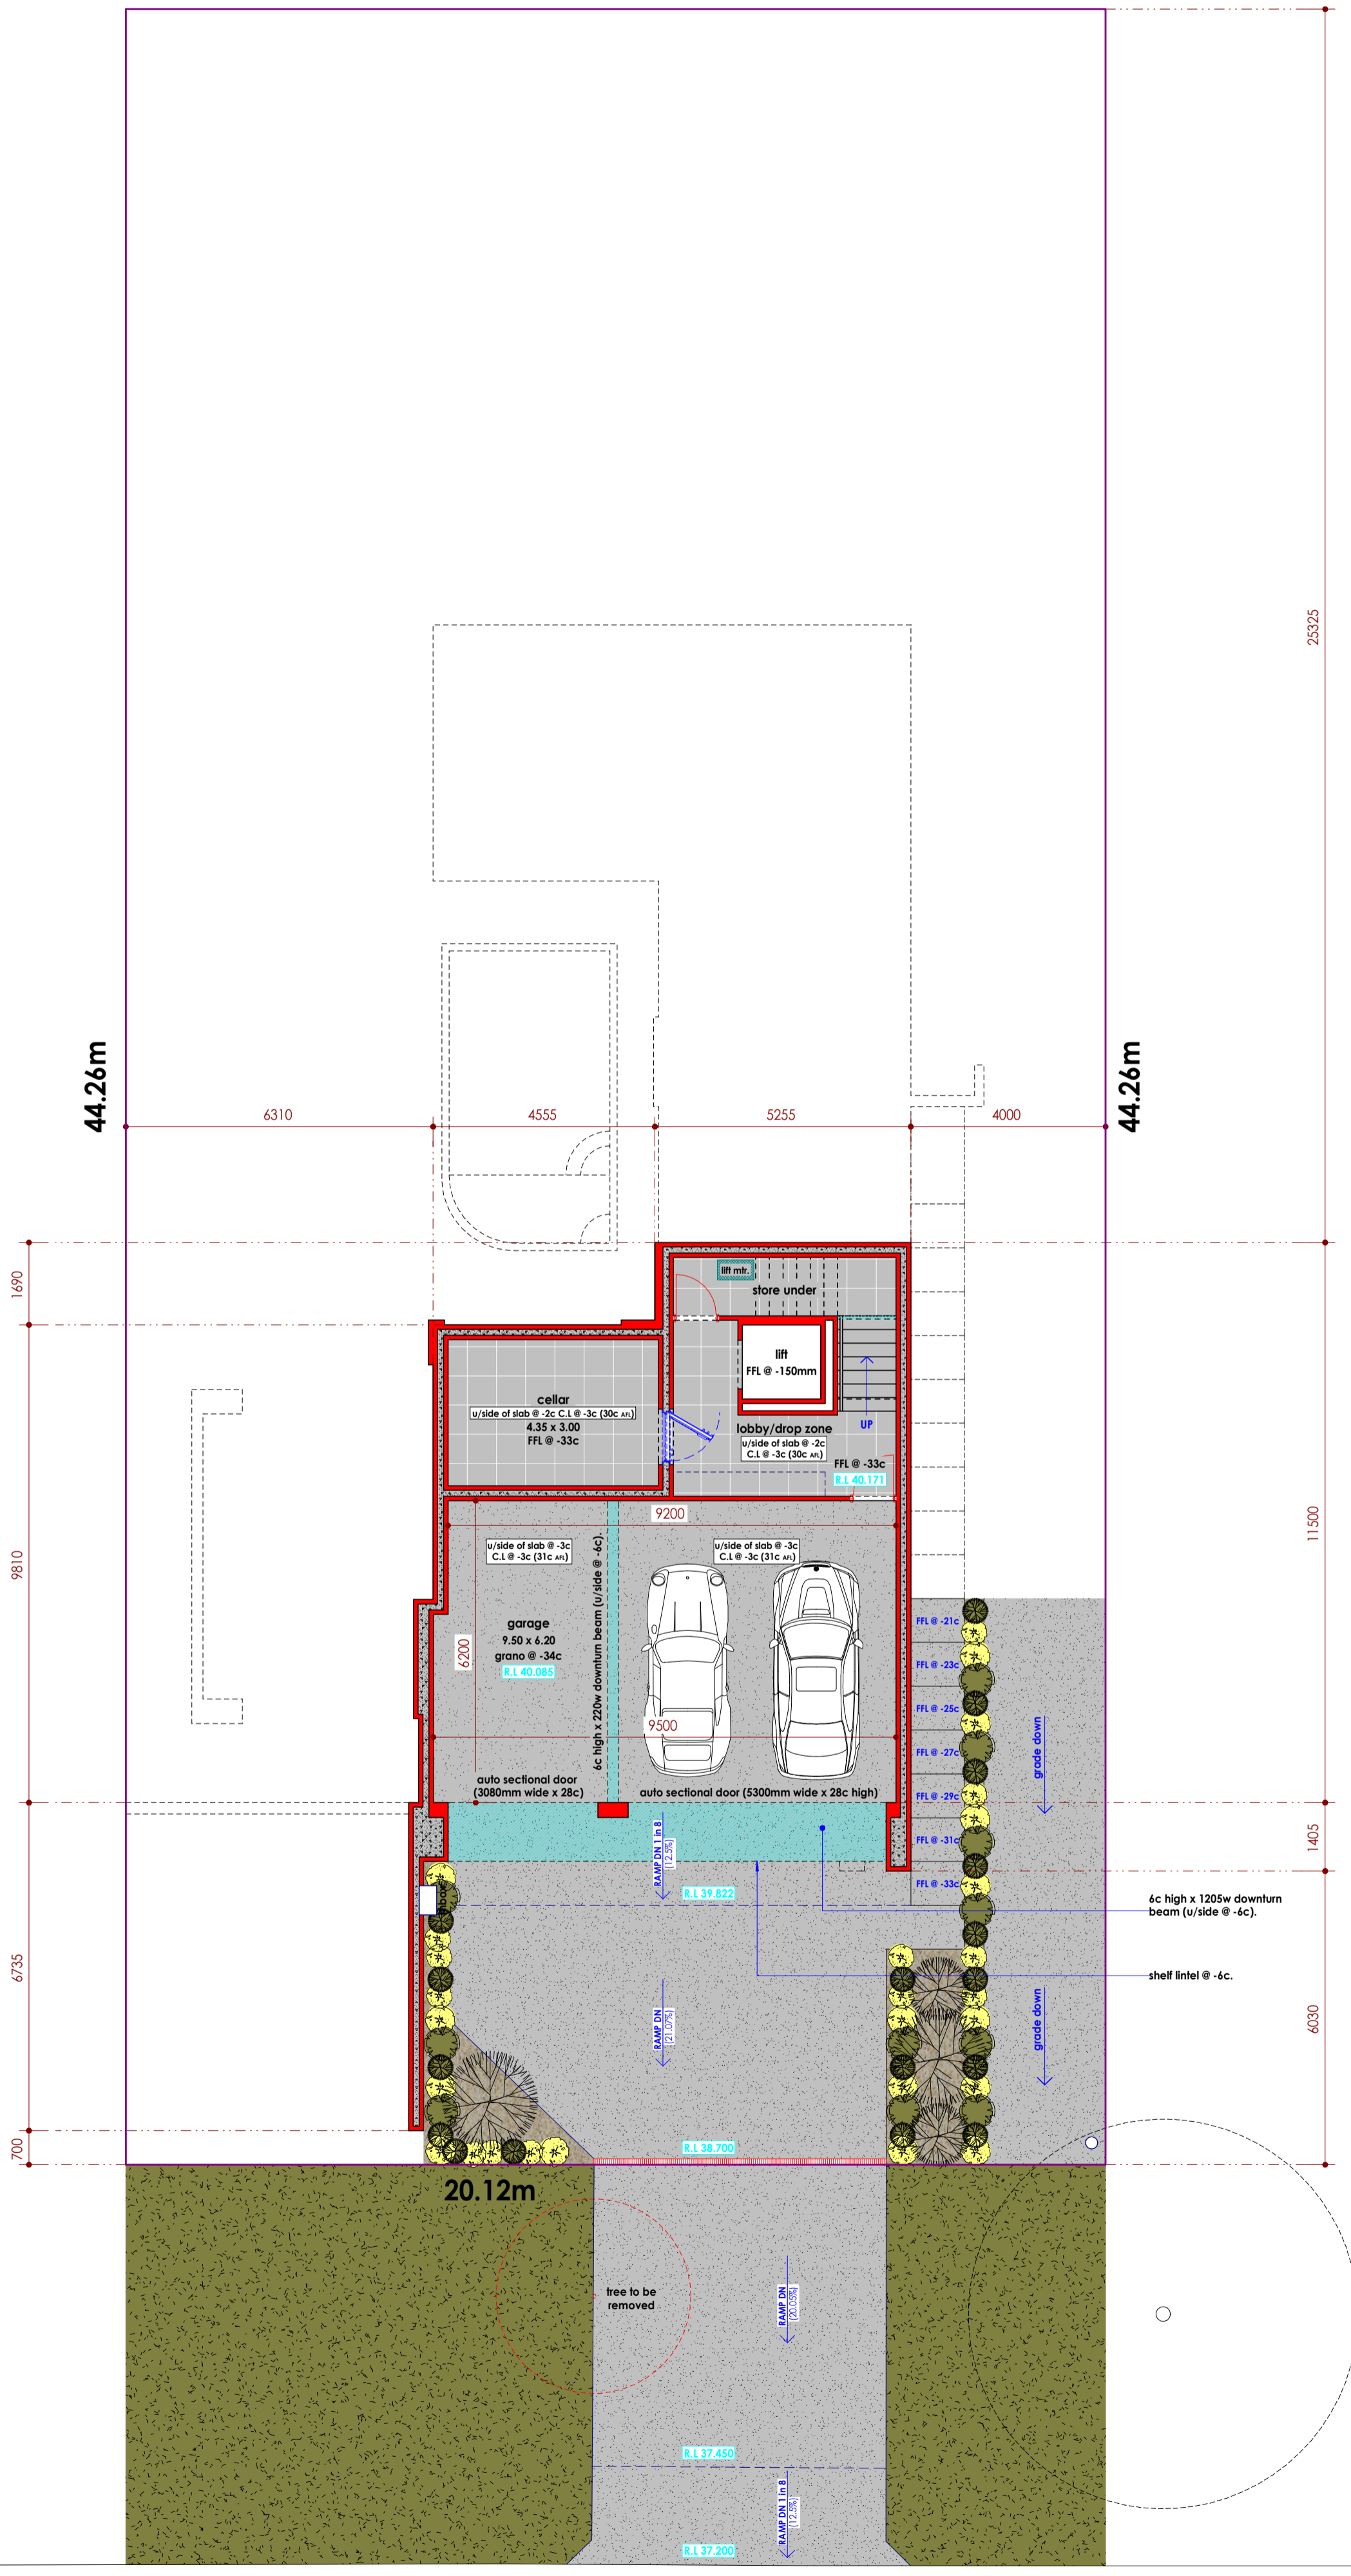 25325
44.26m
44.26m
6310
4555
5255
4000
1690
lift mtr.
store under
lift
FFL @ -150mm
cellar
u/side of slab @ -2c C.L @ -3c (30c AFL)
4.35 x 3.00
FFL @ -33c
UP
lobby/drop zone
u/side of slab @ -2c
C.L @ -3c (30c AFL)
FFL @ -33c
R.L 40.171
9200
11500
9810
u/side of slab @ -3c
C.L @ -3c (31c AFL)
u/side of slab @ -3c
C.L @ -3c (31c AFL)
6c high x 220w downturn beam (u/side @ -6c).
garage
9.50 x 6.20
grano @ -34c
R.L 40.085
6200
9500
FFL @ -21c
FFL @ -23c
FFL @ -25c
FFL @ -27c
FFL @ -29c
FFL @ -31c
FFL @ -33c
grade down
auto sectional door
(3080mm wide x 28c)
auto sectional door (5300mm wide x 28c high)
RAMP DN 1 in 8
(12.5%)
1405
R.L 39.822
6c high x 1205w downturn
beam (u/side @ -6c).
6735
shelf lintel @ -6c.
RAMP DN
(21.07%)
grade down
6030
700
R.L 38.700
20.12m
tree to be
removed
RAMP DN
(20.05%)
R.L 37.450
RAMP DN 1 in 8
(12.5%)
R.L 37.200